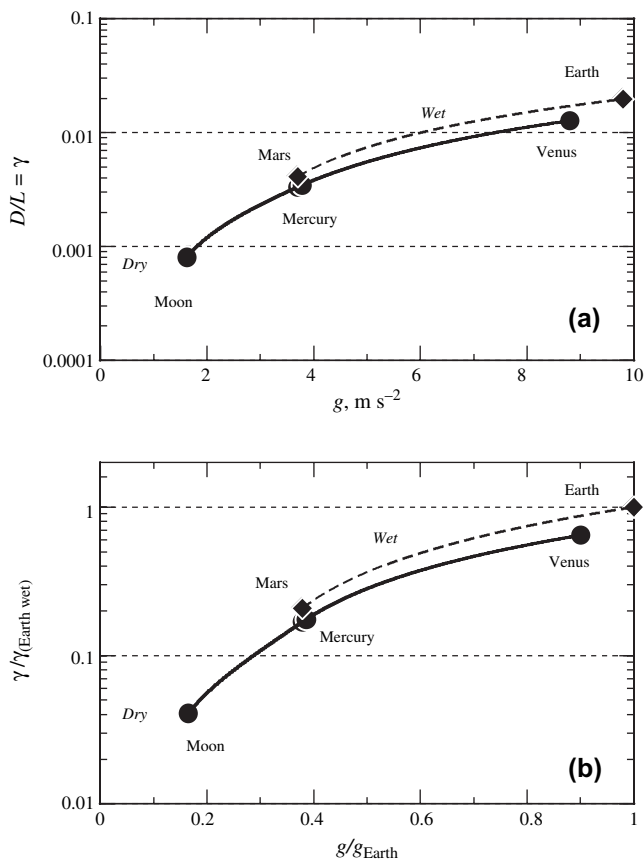 0.1
Earth
Wet
0.01
Mars
Venus
D/L = γ
Mercury
0.001
Dry
Moon
(a)
0.0001
0 2 4 6 8 10
g, m s⁻²
Earth
1
Wet
Mars
Venus
γ/γ(Earth wet)
Mercury
0.1
Dry
Moon
(b)
0.01
0 0.2 0.4 0.6 0.8 1
g/gEarth